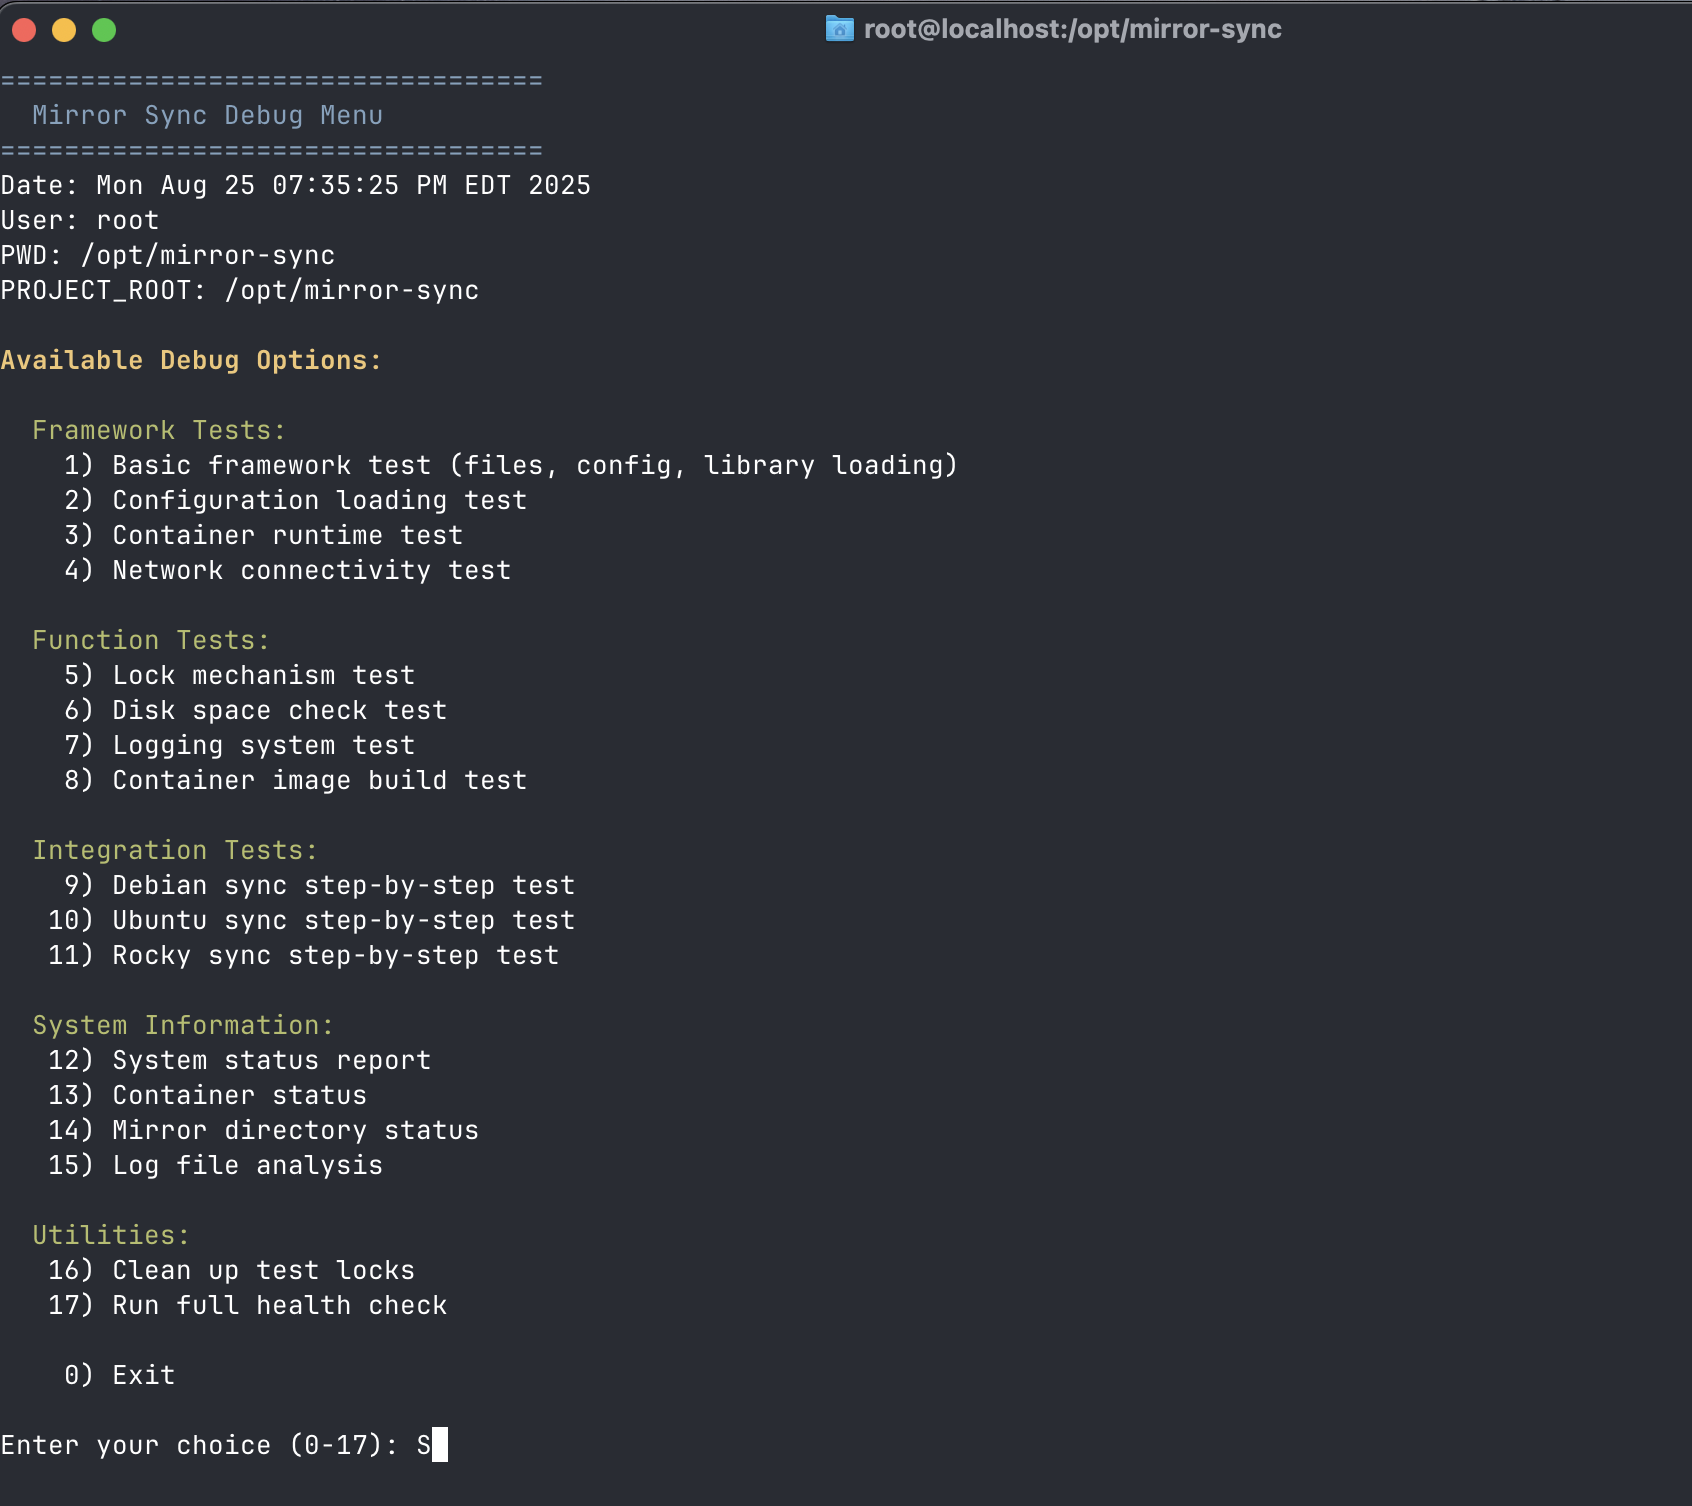 root@localhost:/opt/mirror-sync
==================================
Mirror Sync Debug Menu
==================================
Date: Mon Aug 25 07:35:25 PM EDT 2025
User: root
PWD: /opt/mirror-sync
PROJECT_ROOT: /opt/mirror-sync
Available Debug Options:
Framework Tests:
1) Basic framework test (files, config, library loading)
2) Configuration loading test
3) Container runtime test
4) Network connectivity test
Function Tests:
5) Lock mechanism test
6) Disk space check test
7) Logging system test
8) Container image build test
Integration Tests:
9) Debian sync step-by-step test
10) Ubuntu sync step-by-step test
11) Rocky sync step-by-step test
System Information:
12) System status report
13) Container status
14) Mirror directory status
15) Log file analysis
Utilities:
16) Clean up test locks
17) Run full health check
0) Exit
Enter your choice (0-17): S